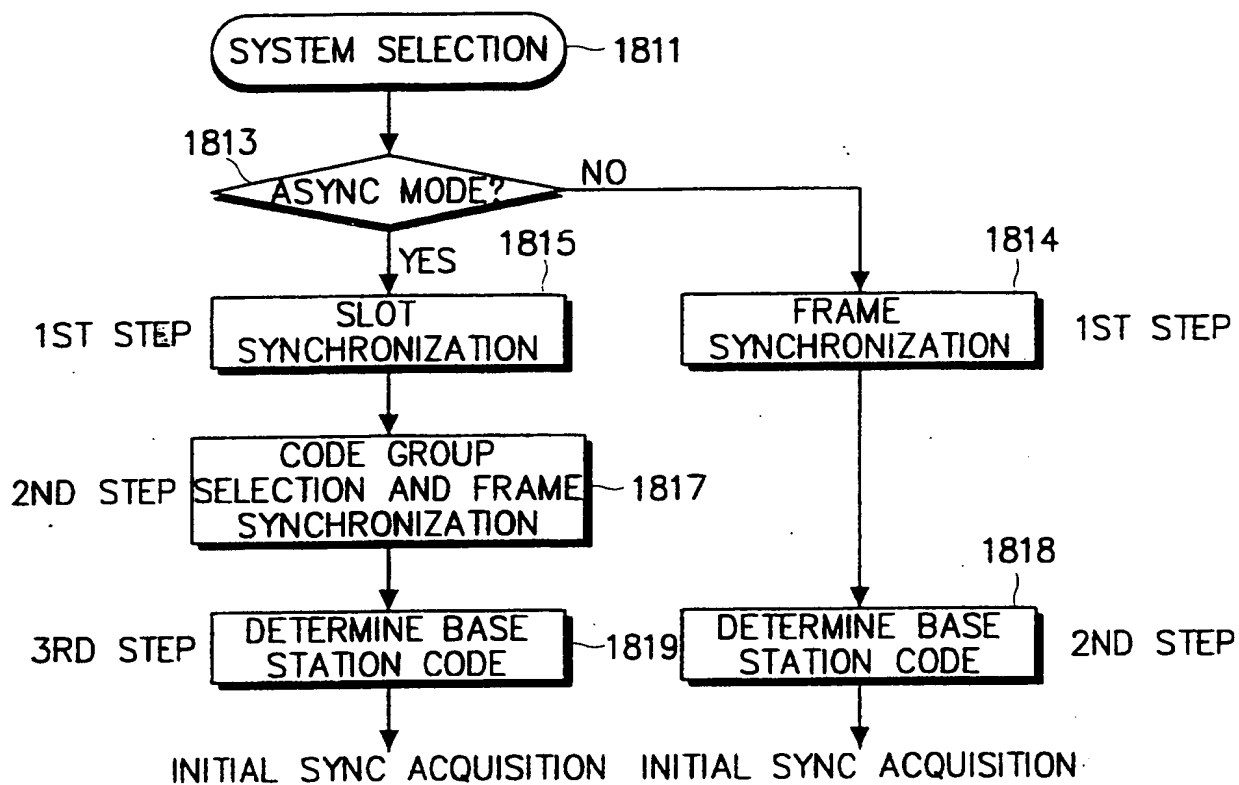 SYSTEM SELECTION
1811
1813
ASYNC MODE?
NO
YES
1815
1814
1ST STEP
SLOT
SYNCHRONIZATION
FRAME
SYNCHRONIZATION
1ST STEP
2ND STEP
CODE GROUP
SELECTION AND FRAME
SYNCHRONIZATION
1817
1818
3RD STEP
DETERMINE BASE
STATION CODE
1819
DETERMINE BASE
STATION CODE
2ND STEP
INITIAL SYNC ACQUISITION
INITIAL SYNC ACQUISITION